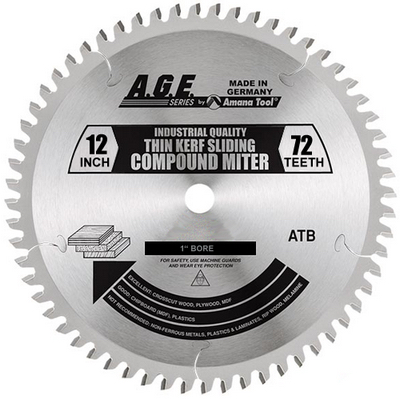 A.G.E.
SERIES by Amana Tool®
MADE IN
GERMANY
12
INCH
INDUSTRIAL QUALITY
THIN KERF SLIDING
COMPOUND MITER
72
TEETH
1" BORE
ATB
FOR SAFETY, USE MACHINE GUARDS
AND WEAR EYE PROTECTION
EXCELLENT: CROSSCUT WOOD, PLYWOOD, MDF
GOOD: CHIPBOARD (MDF), PLASTICS
NOT RECOMMENDED: NON-FERROUS METALS, PLASTICS & LAMINATES, RIP WOOD, MELAMINE